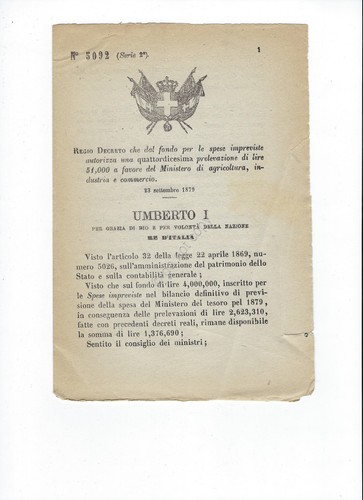 N° 5092 (Serie 2ª)
1
REGIO DECRETO che dal fondo per le spese impreviste
autorizza una quattordicesima prelevazione di lire
51,000 a favore del Ministero di agricoltura, in-
dustria e commercio.
23 settembre 1879
UMBERTO I
PER GRAZIA DI DIO E PER VOLONTÀ DELLA NAZIONE
RE D'ITALIA
Visto l'articolo 32 della legge 22 aprile 1869, nu-
mero 5026, sull'amministrazione del patrimonio dello
Stato e sulla contabilità generale;
Visto che sul fondo di lire 4,000,000, inscritto per
le Spese impreviste nel bilancio definitivo di previ-
sione della spesa del Ministero del tesoro pel 1879,
in conseguenza delle prelevazioni di lire 2,623,310,
fatte con precedenti decreti reali, rimane disponibile
la somma di lire 1,376,690;
Sentito il consiglio dei ministri;